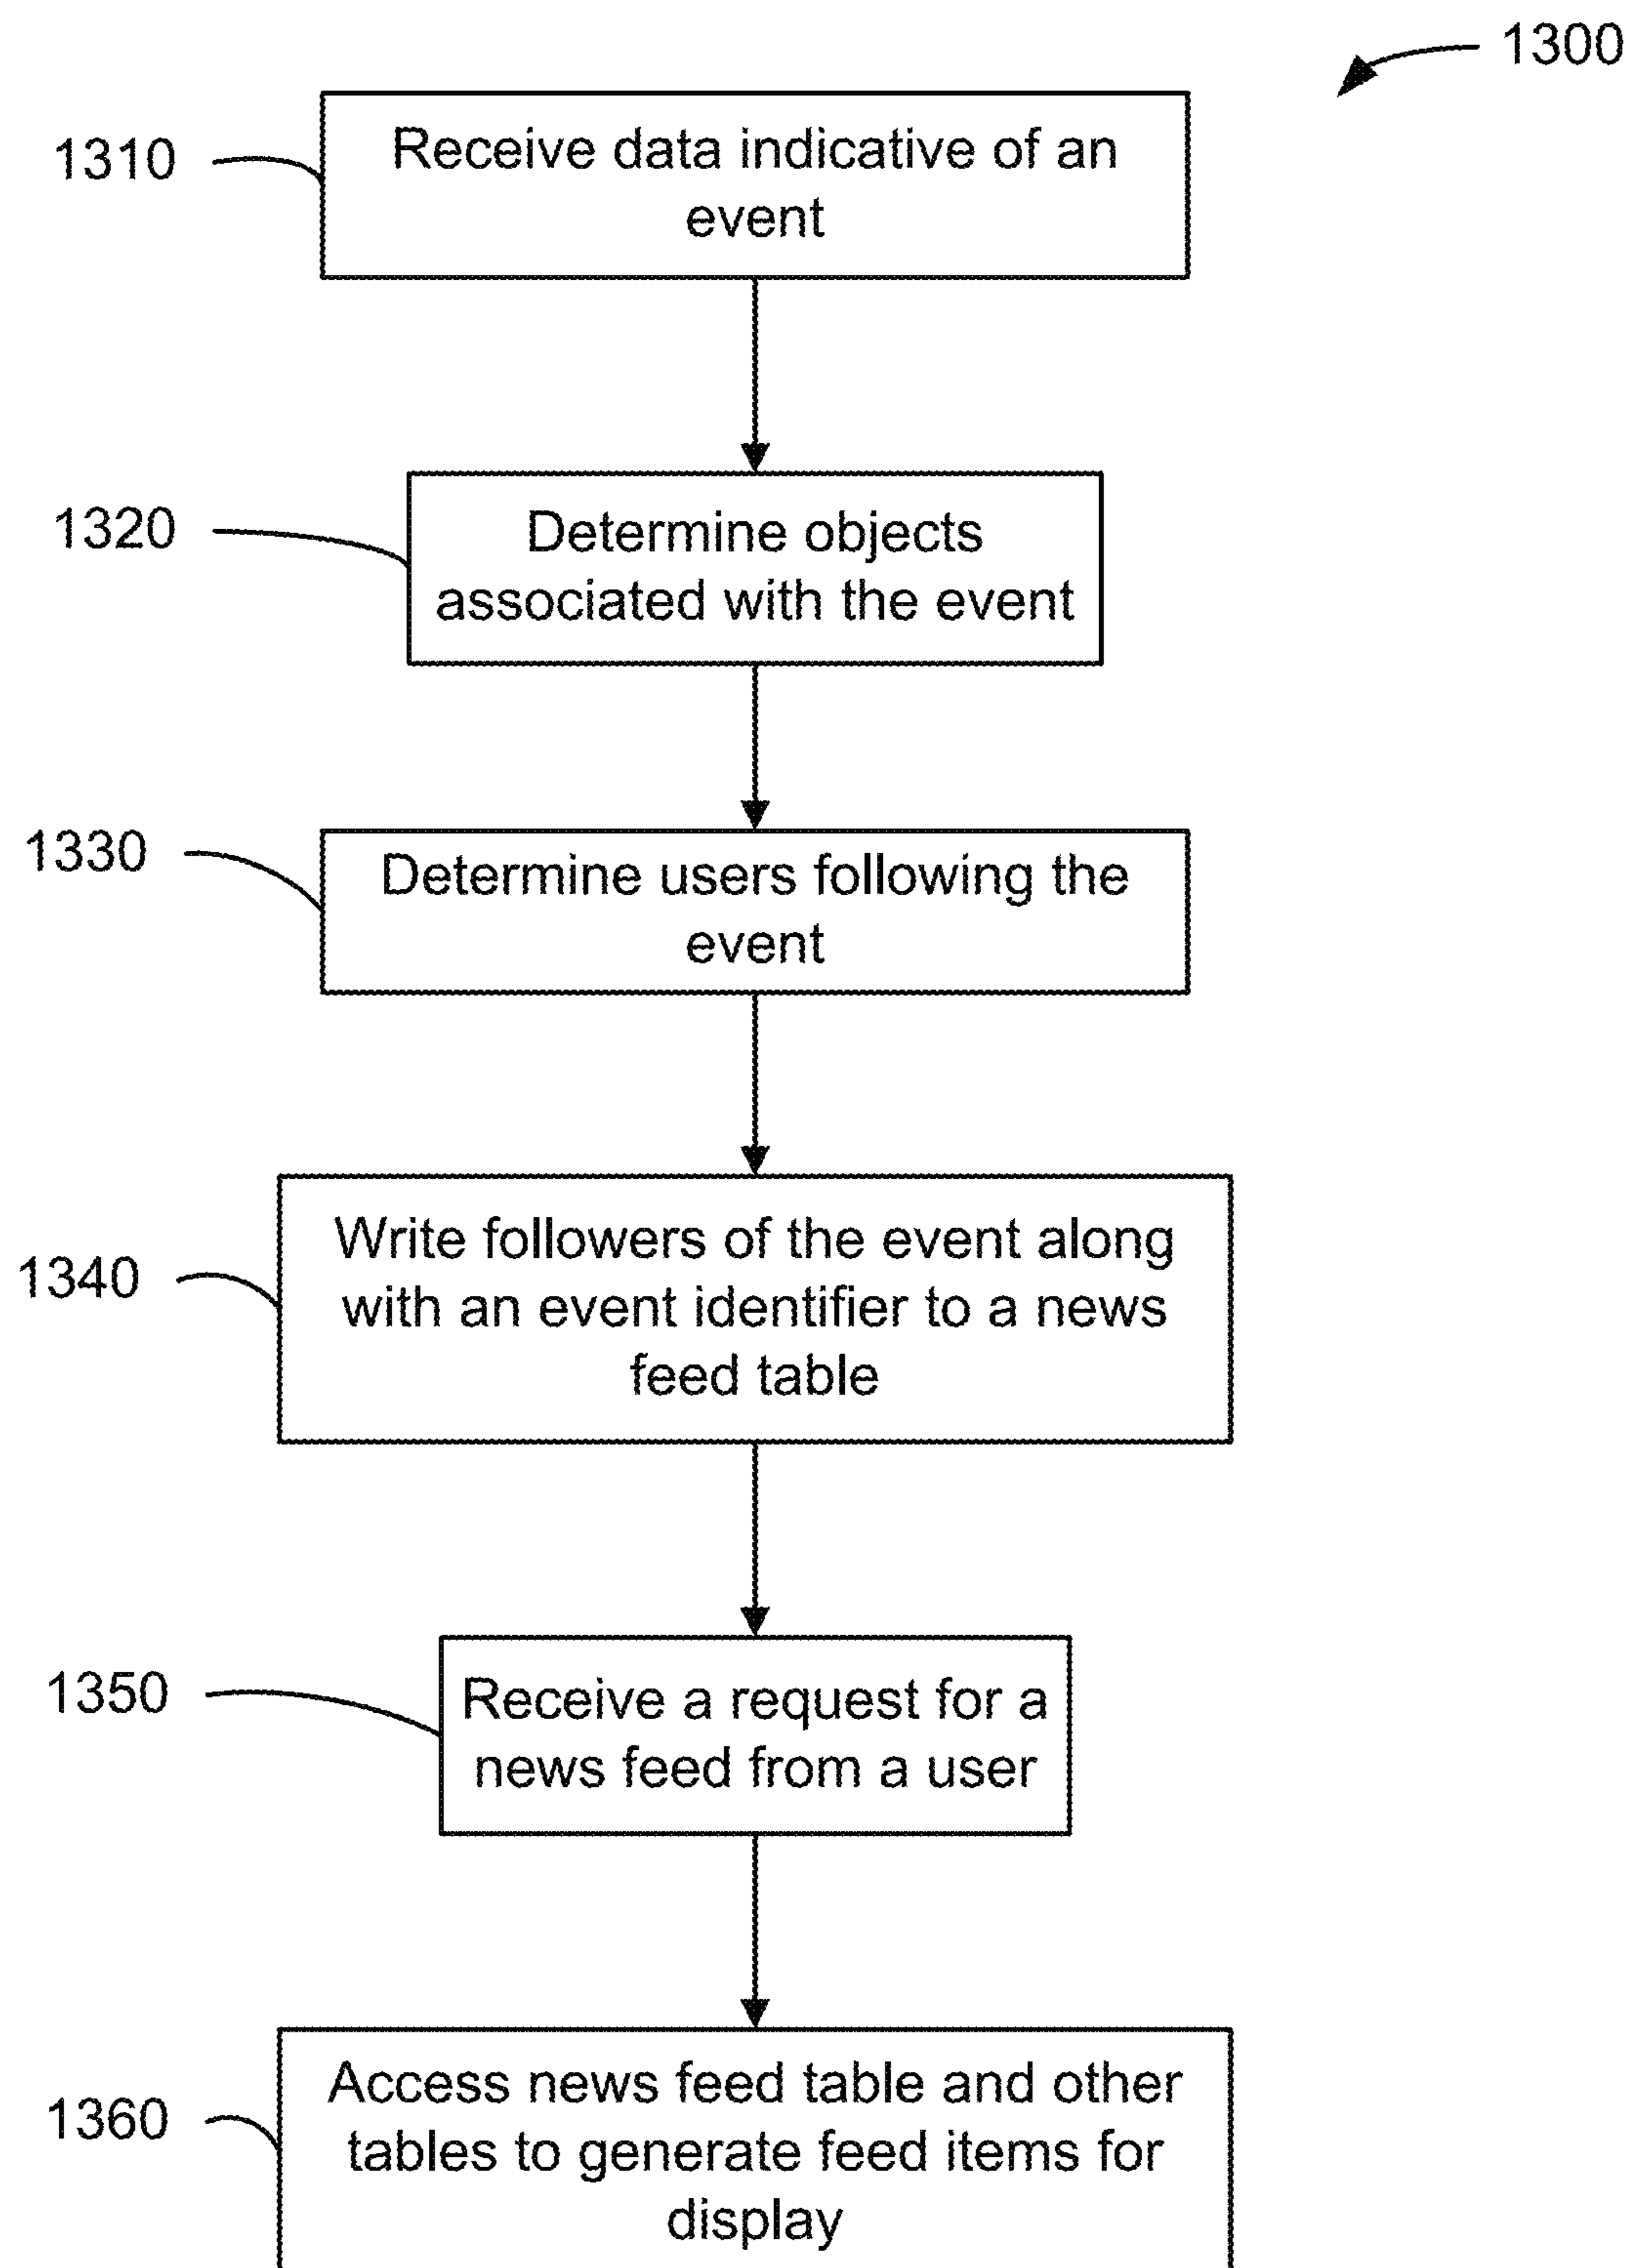 1300
1310
Receive data indicative of an
event
1320
Determine objects
associated with the event
1330
Determine users following the
event
1340
Write followers of the event along
with an event identifier to a news
feed table
1350
Receive a request for a
news feed from a user
1360
Access news feed table and other
tables to generate feed items for
display